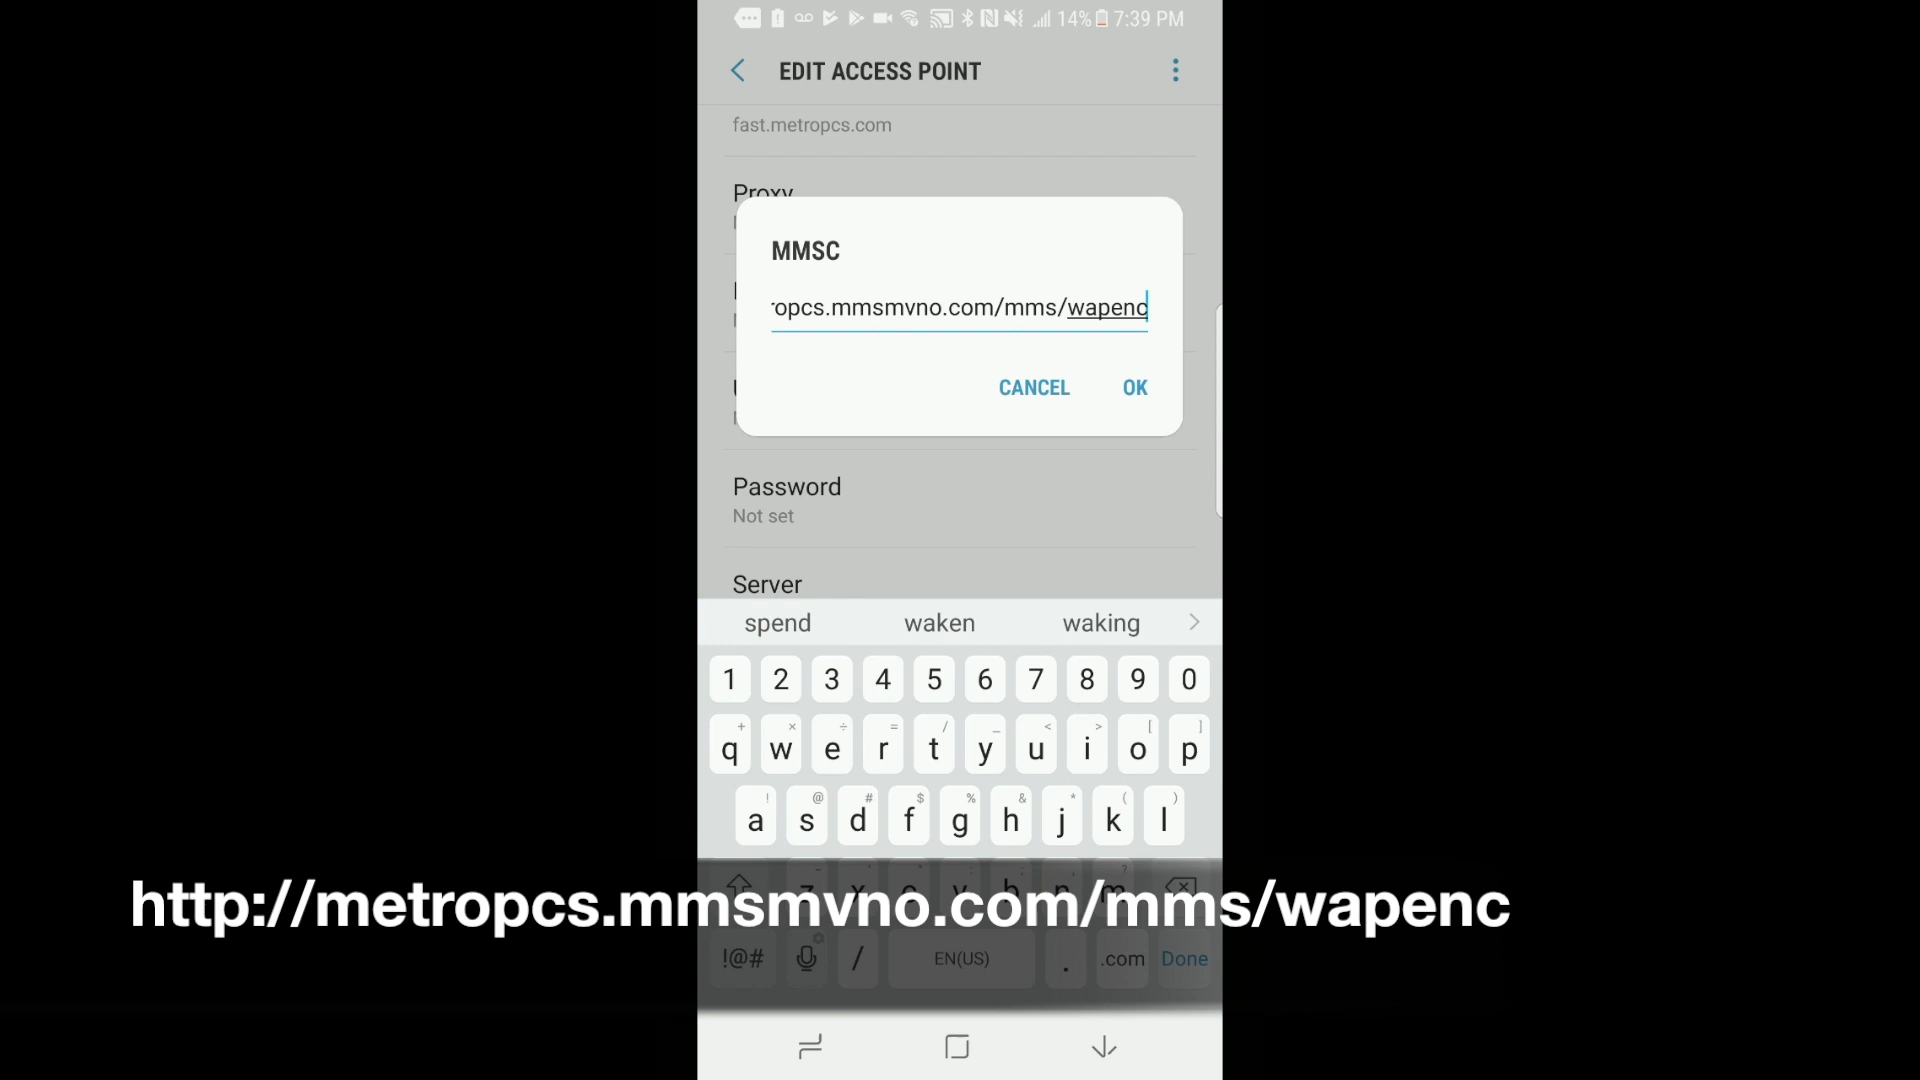 14% 7:39 PM
EDIT ACCESS POINT
fast.metropcs.com
Proxy
MMSC
ropcs.mmsmvno.com/mms/wapenc
CANCEL OK
Password
Not set
Server
spend waken waking
1 2 3 4 5 6 7 8 9 0
+ × ÷ = / _ < > [ ]
q w e r t y u i o p
! @ # $ % & * ( )
a s d f g h j k l
z x c v b n m
http://metropcs.mmsmvno.com/mms/wapenc
!@# / EN(US) . .com Done